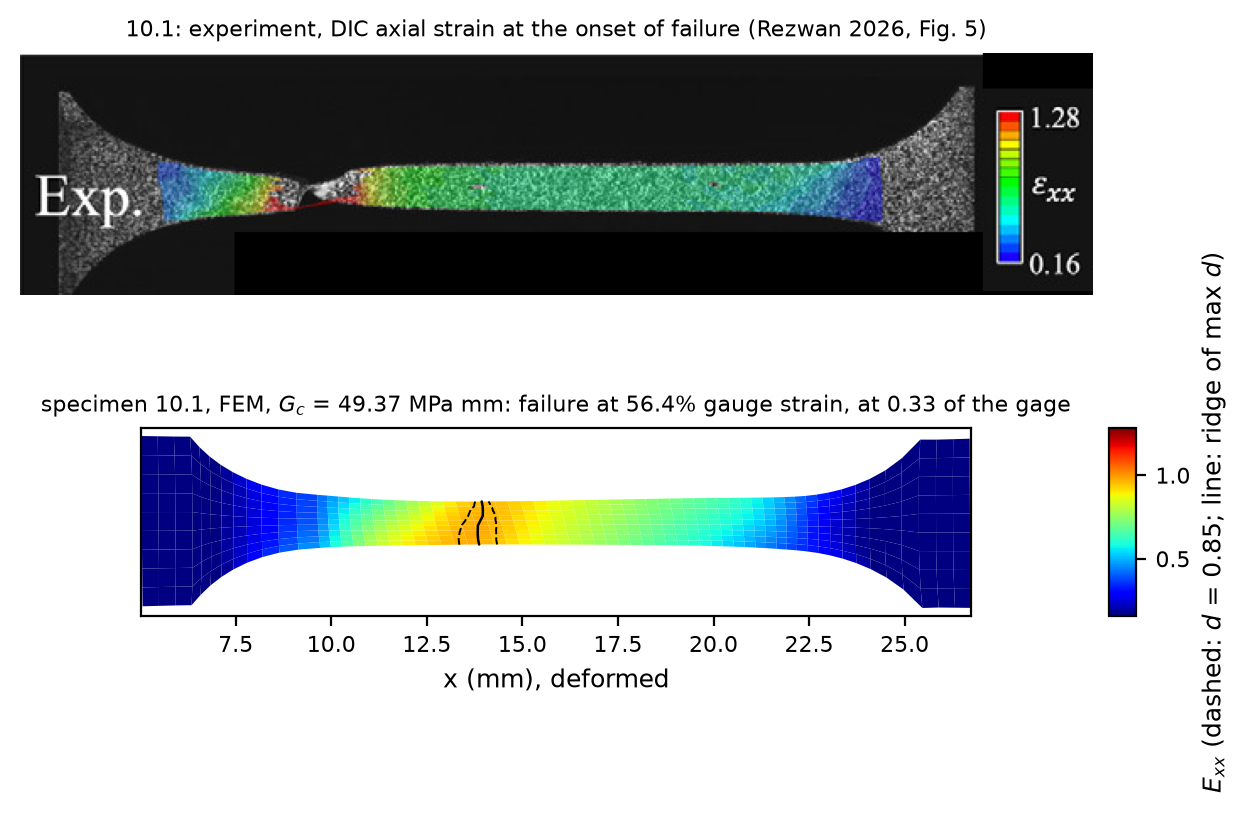 10.1: experiment, DIC axial strain at the onset of failure (Rezwan 2026, Fig. 5)
Exp.
1.28
εxx
0.16
specimen 10.1, FEM, Gc = 49.37 MPa mm: failure at 56.4% gauge strain, at 0.33 of the gage
7.5 10.0 12.5 15.0 17.5 20.0 22.5 25.0
x (mm), deformed
1.0
0.5
Exx (dashed: d = 0.85; line: ridge of max d)